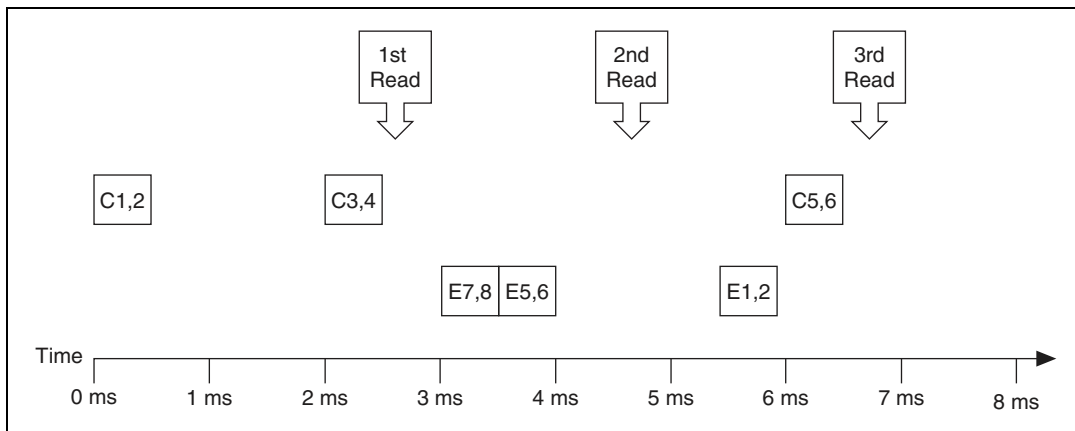 1st
Read
2nd
Read
3rd
Read
C1,2
C3,4
C5,6
E7,8
E5,6
E1,2
Time
0 ms
1 ms
2 ms
3 ms
4 ms
5 ms
6 ms
7 ms
8 ms